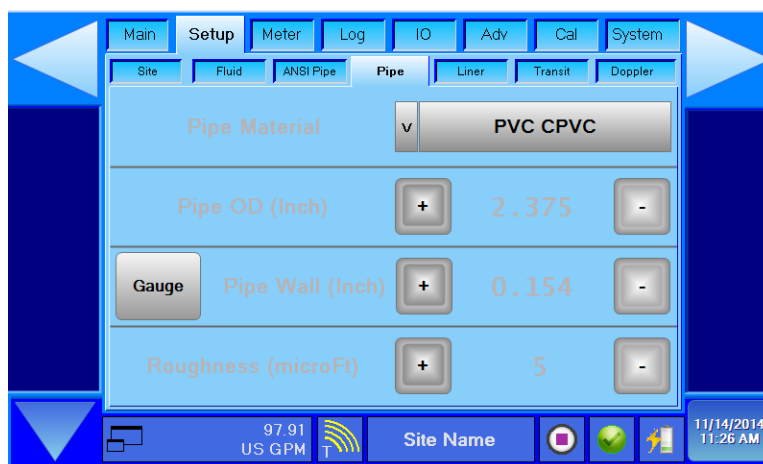 Main Setup Meter Log IO Adv Cal System
Site Fluid ANSI Pipe Pipe Liner Transit Doppler
Pipe Material v PVC CPVC
Pipe OD (Inch) + 2.375 -
Gauge Pipe Wall (Inch) + 0.154 -
Roughness (microFt) + 5 -
97.91
US GPM T Site Name
11/14/2014
11:26 AM